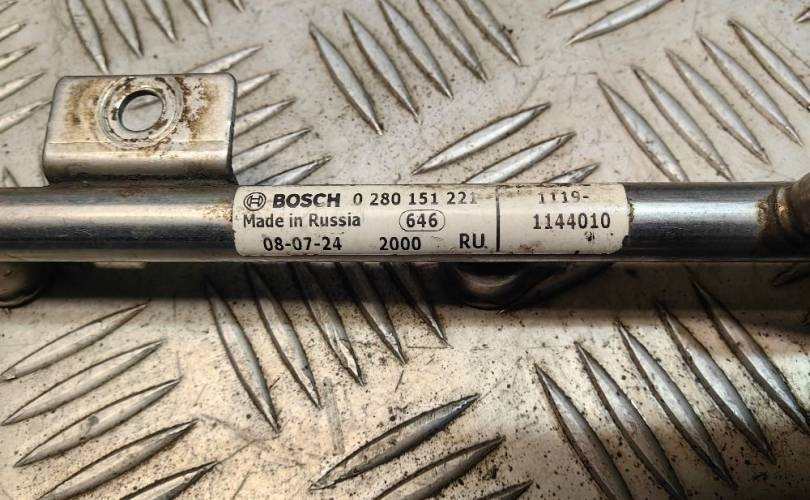 BOSCH 0 280 151 221
Made in Russia 646
08-07-24 2000 RU
1119-
1144010